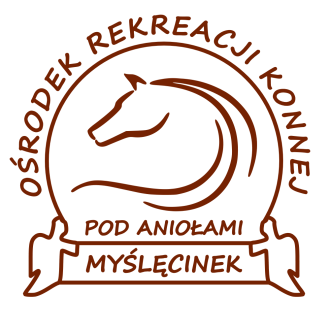 OŚRODEK REKREACJI KONNEJ
POD ANIOŁAMI
MYŚLĘCINEK